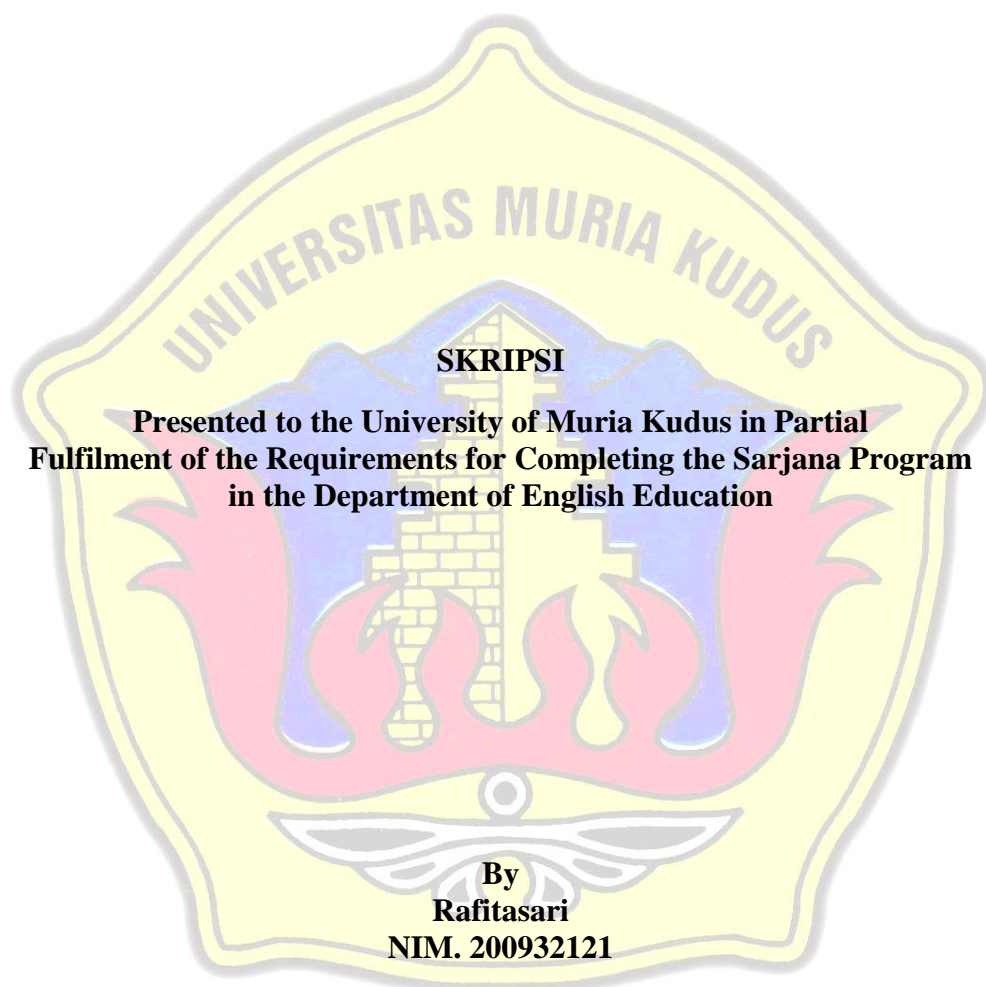 UNIVERSITAS MURIA KUDUS
SKRIPSI
Presented to the University of Muria Kudus in Partial
Fulfilment of the Requirements for Completing the Sarjana Program
in the Department of English Education
By
Rafitasari
NIM. 200932121